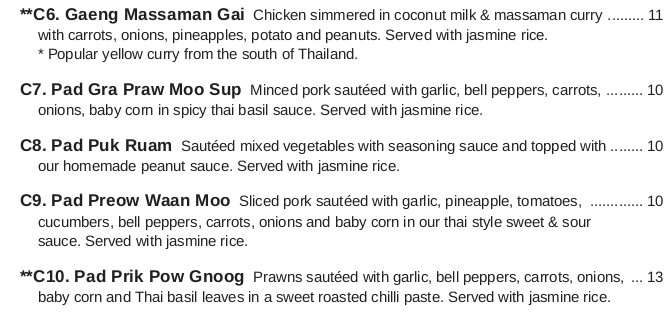 **C6. Gaeng Massaman Gai Chicken simmered in coconut milk & massaman curry ......... 11
with carrots, onions, pineapples, potato and peanuts. Served with jasmine rice.
* Popular yellow curry from the south of Thailand.
C7. Pad Gra Praw Moo Sup Minced pork sautéed with garlic, bell peppers, carrots, ......... 10
onions, baby corn in spicy thai basil sauce. Served with jasmine rice.
C8. Pad Puk Ruam Sautéed mixed vegetables with seasoning sauce and topped with ........ 10
our homemade peanut sauce. Served with jasmine rice.
C9. Pad Preow Waan Moo Sliced pork sautéed with garlic, pineapple, tomatoes, ............. 10
cucumbers, bell peppers, carrots, onions and baby corn in our thai style sweet & sour
sauce. Served with jasmine rice.
**C10. Pad Prik Pow Gnoog Prawns sautéed with garlic, bell peppers, carrots, onions, ... 13
baby corn and Thai basil leaves in a sweet roasted chilli paste. Served with jasmine rice.